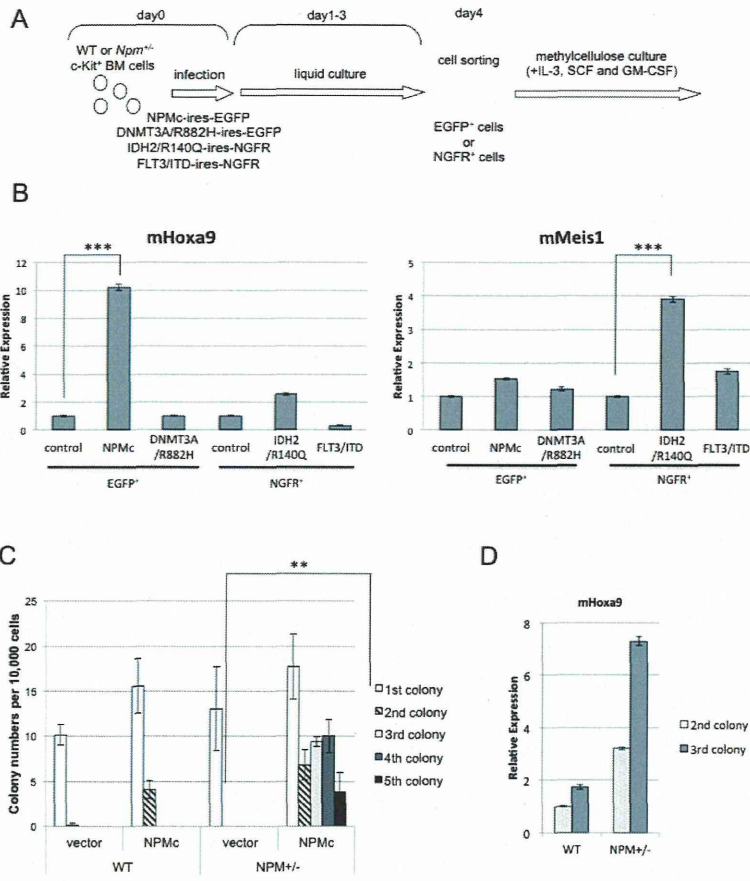 A
day0
day1-3
day4
WT or Npm+/-
c-Kit+ BM cells
infection
liquid culture
cell sorting
methylcellulose culture
(+IL-3, SCF and GM-CSF)
NPMc-ires-EGFP
DNMT3A/R882H-ires-EGFP
IDH2/R140Q-ires-NGFR
FLT3/ITD-ires-NGFR
EGFP+ cells
or
NGFR+ cells
B
mHoxa9
***
Relative Expression
12
10
8
6
4
2
0
control
NPMc
DNMT3A
/R882H
control
IDH2
/R140Q
FLT3/ITD
EGFP+
NGFR+
mMeis1
***
Relative Expression
5
4
3
2
1
0
control
NPMc
DNMT3A
/R882H
control
IDH2
/R140Q
FLT3/ITD
EGFP+
NGFR+
C
**
Colony numbers per 10,000 cells
25
20
15
10
5
0
vector
NPMc
vector
NPMc
WT
NPM+/-
1st colony
2nd colony
3rd colony
4th colony
5th colony
D
mHoxa9
Relative Expression
8
6
4
2
0
WT
NPM+/-
2nd colony
3rd colony